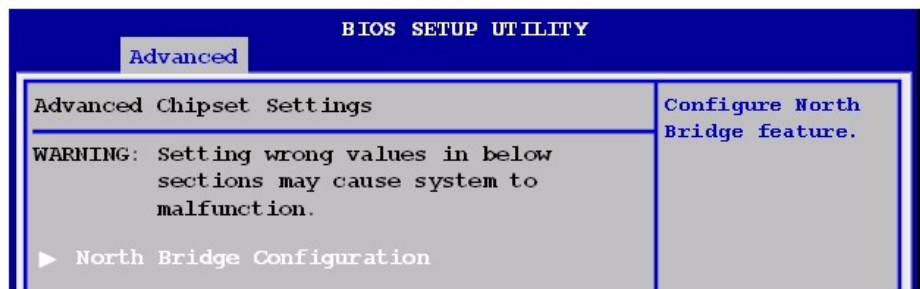 BIOS SETUP UTILITY
Advanced
Advanced Chipset Settings
WARNING: Setting wrong values in below
sections may cause system to
malfunction.
North Bridge Configuration
Configure North
Bridge feature.